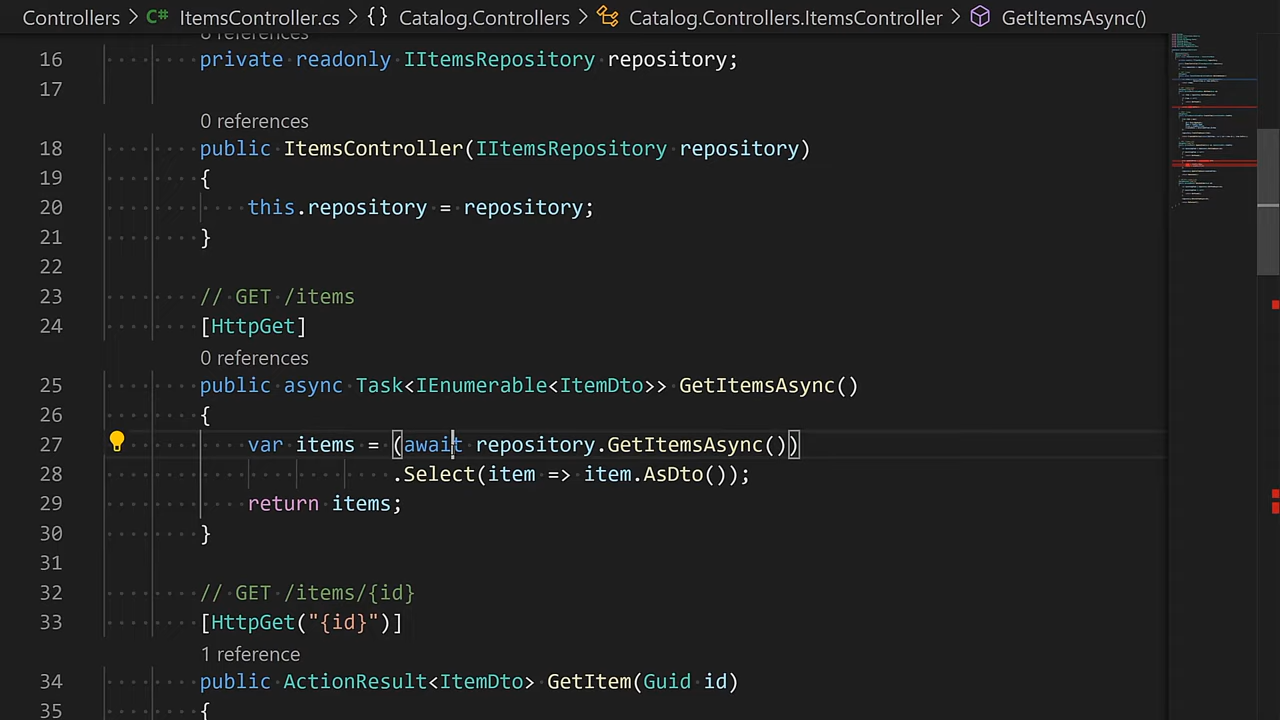 Controllers > C# ItemsController.cs > {} Catalog.Controllers > Catalog.Controllers.ItemsController > GetItemsAsync()
16 private readonly IItemsRepository repository;
17
0 references
18 public ItemsController(IItemsRepository repository)
19 {
20 this.repository = repository;
21 }
22
23 // GET /items
24 [HttpGet]
0 references
25 public async Task<IEnumerable<ItemDto>> GetItemsAsync()
26 {
27 var items = (await repository.GetItemsAsync())
28 .Select(item => item.AsDto());
29 return items;
30 }
31
32 // GET /items/{id}
33 [HttpGet("{id}")]
1 reference
34 public ActionResult<ItemDto> GetItem(Guid id)
35 {